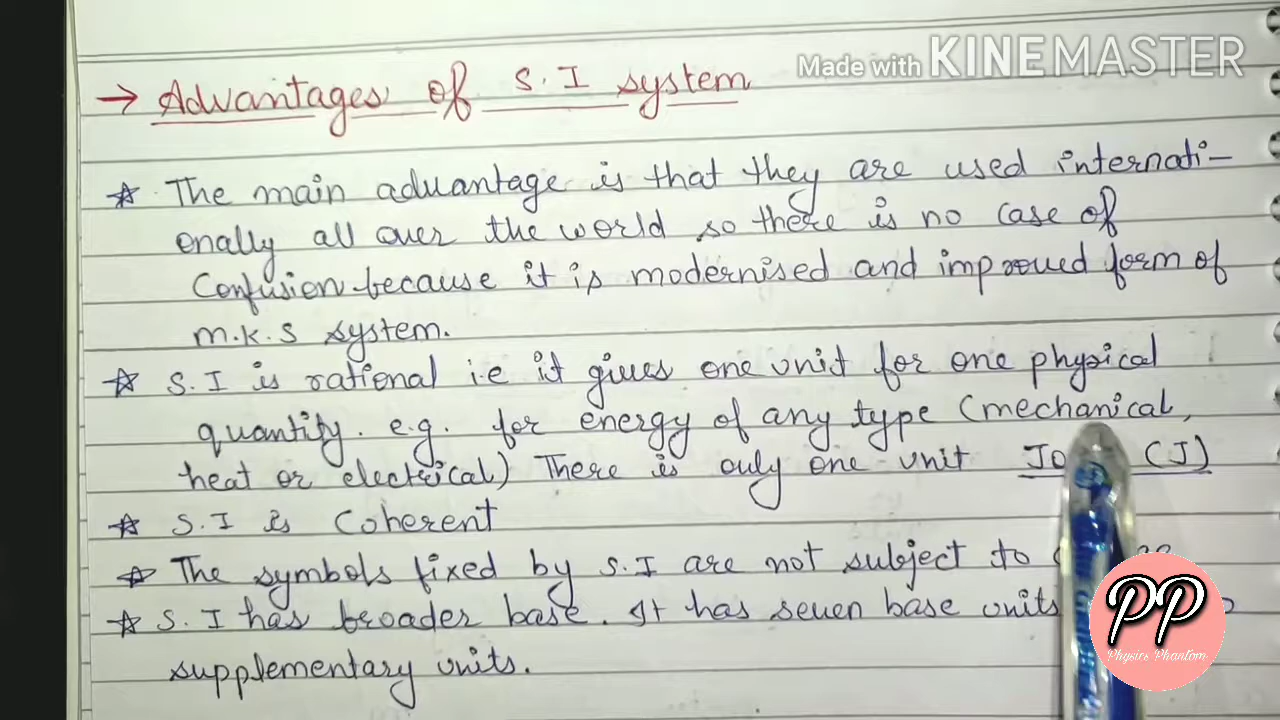 Made with KINEMASTER
→ Advantages of S.I system
☆ The main advantage is that they are used internati-
onally all over the world so there is no case of
Confusion because it is modernised and improved form of
m.k.s system.
☆ S.I is rational i.e it gives one unit for one physical
quantity. e.g. for energy of any type (mechanical,
heat or electrical) There is only one unit (J)
☆ S.I is Coherent
☆ The symbols fixed by S.I are not subject to
☆ S.I has broader base. It has seven base units
supplementary units.
PP
Physics Phantom